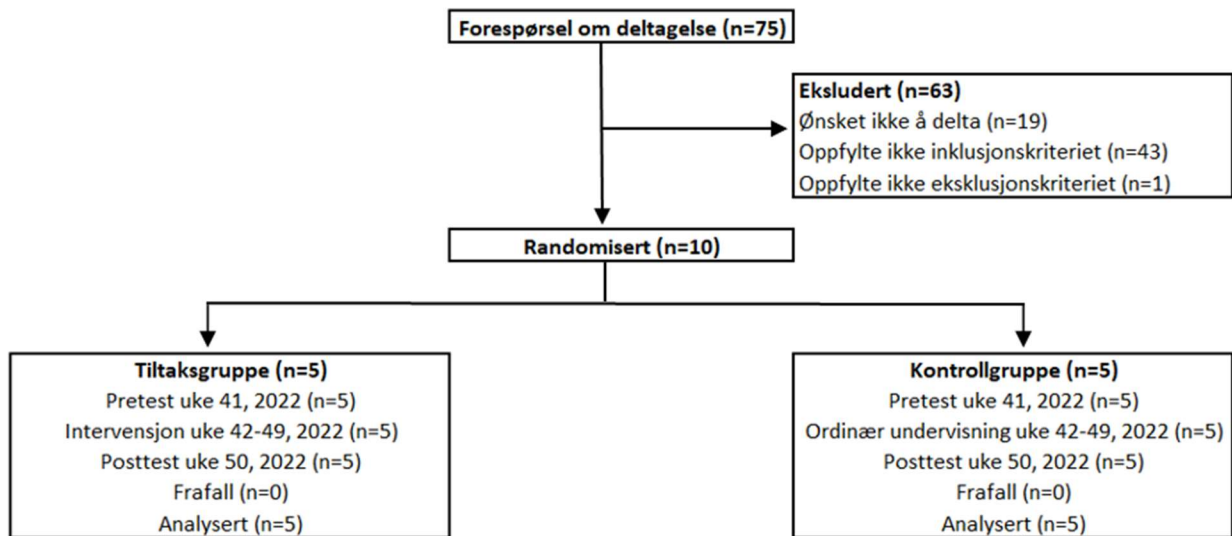 Forespørsel om deltagelse (n=75)
Eksludert (n=63)
Ønsket ikke å delta (n=19)
Oppfylte ikke inklusjonskriteriet (n=43)
Oppfylte ikke eksklusjonskriteriet (n=1)
Randomisert (n=10)
Tiltaksgruppe (n=5)
Pretest uke 41, 2022 (n=5)
Intervensjon uke 42-49, 2022 (n=5)
Posttest uke 50, 2022 (n=5)
Frafall (n=0)
Analysert (n=5)
Kontrollgruppe (n=5)
Pretest uke 41, 2022 (n=5)
Ordinær undervisning uke 42-49, 2022 (n=5)
Posttest uke 50, 2022 (n=5)
Frafall (n=0)
Analysert (n=5)